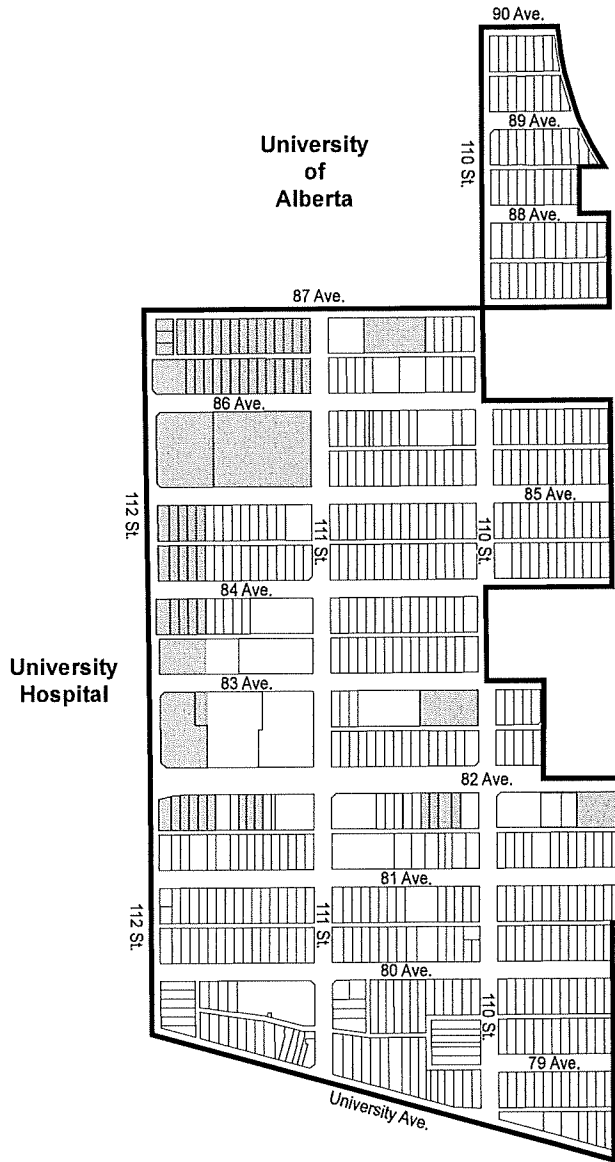 90 Ave.
89 Ave.
University
of
Alberta
110 St.
88 Ave.
87 Ave.
86 Ave.
85 Ave.
112 St.
111 St.
110 St.
84 Ave.
University
Hospital
83 Ave.
82 Ave.
81 Ave.
112 St.
111 St.
80 Ave.
110 St.
79 Ave.
University Ave.